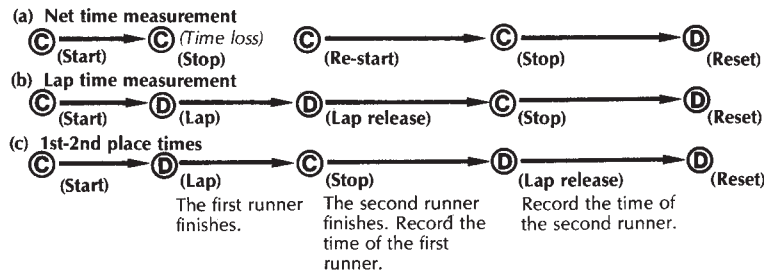 (a) Net time measurement
C C (Time loss) C C D
(Start) (Stop) (Re-start) (Stop) (Reset)
(b) Lap time measurement
C D D C D
(Start) (Lap) (Lap release) (Stop) (Reset)
(c) 1st-2nd place times
C D C D D
(Start) (Lap) (Stop) (Lap release) (Reset)
The first runner The second runner Record the time of
finishes. finishes. Record the the second runner.
time of the first
runner.